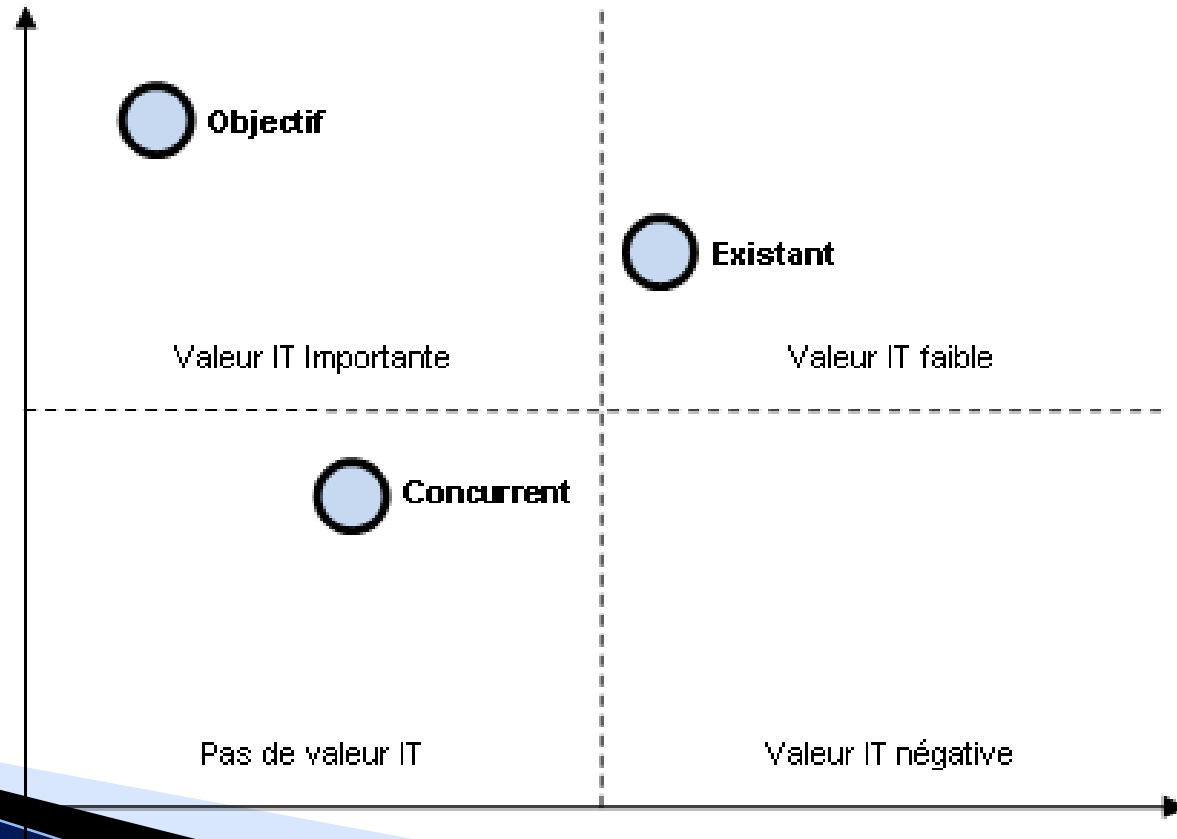 Objectif
Existant
Valeur IT Importante
Valeur IT faible
Concurrent
Pas de valeur IT
Valeur IT négative